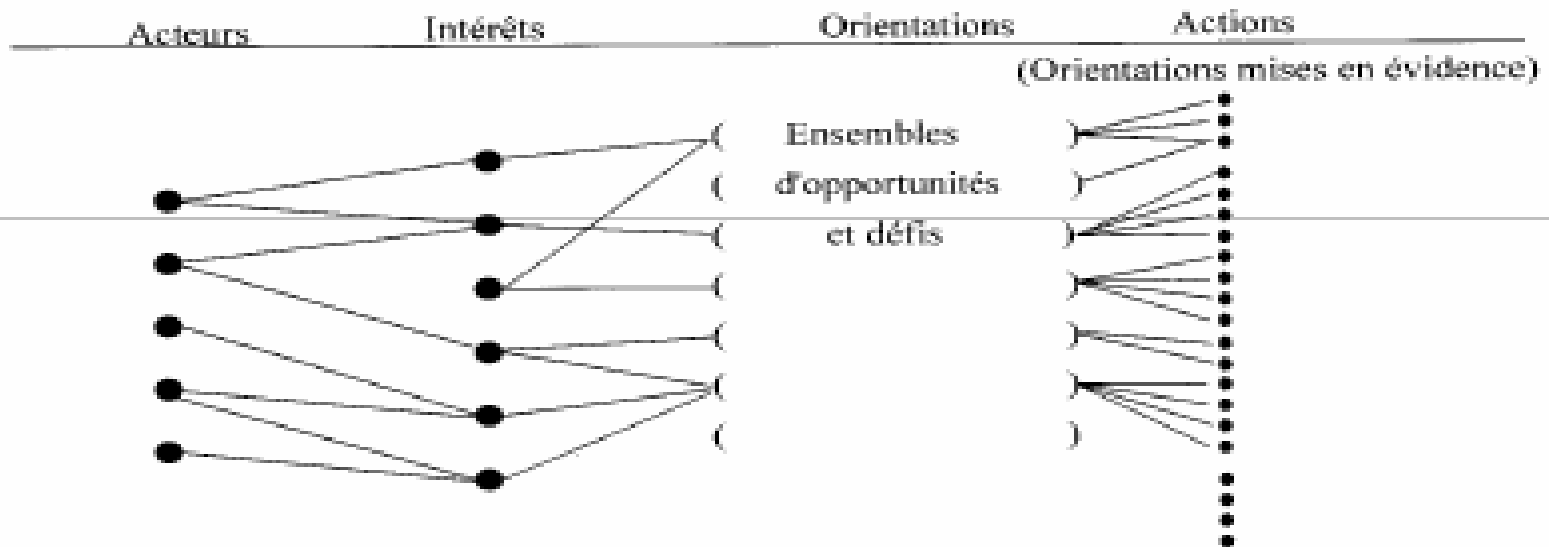 Acteurs Intérêts Orientations Actions
(Orientations mises en évidence)
Ensembles
d'opportunités
et défis